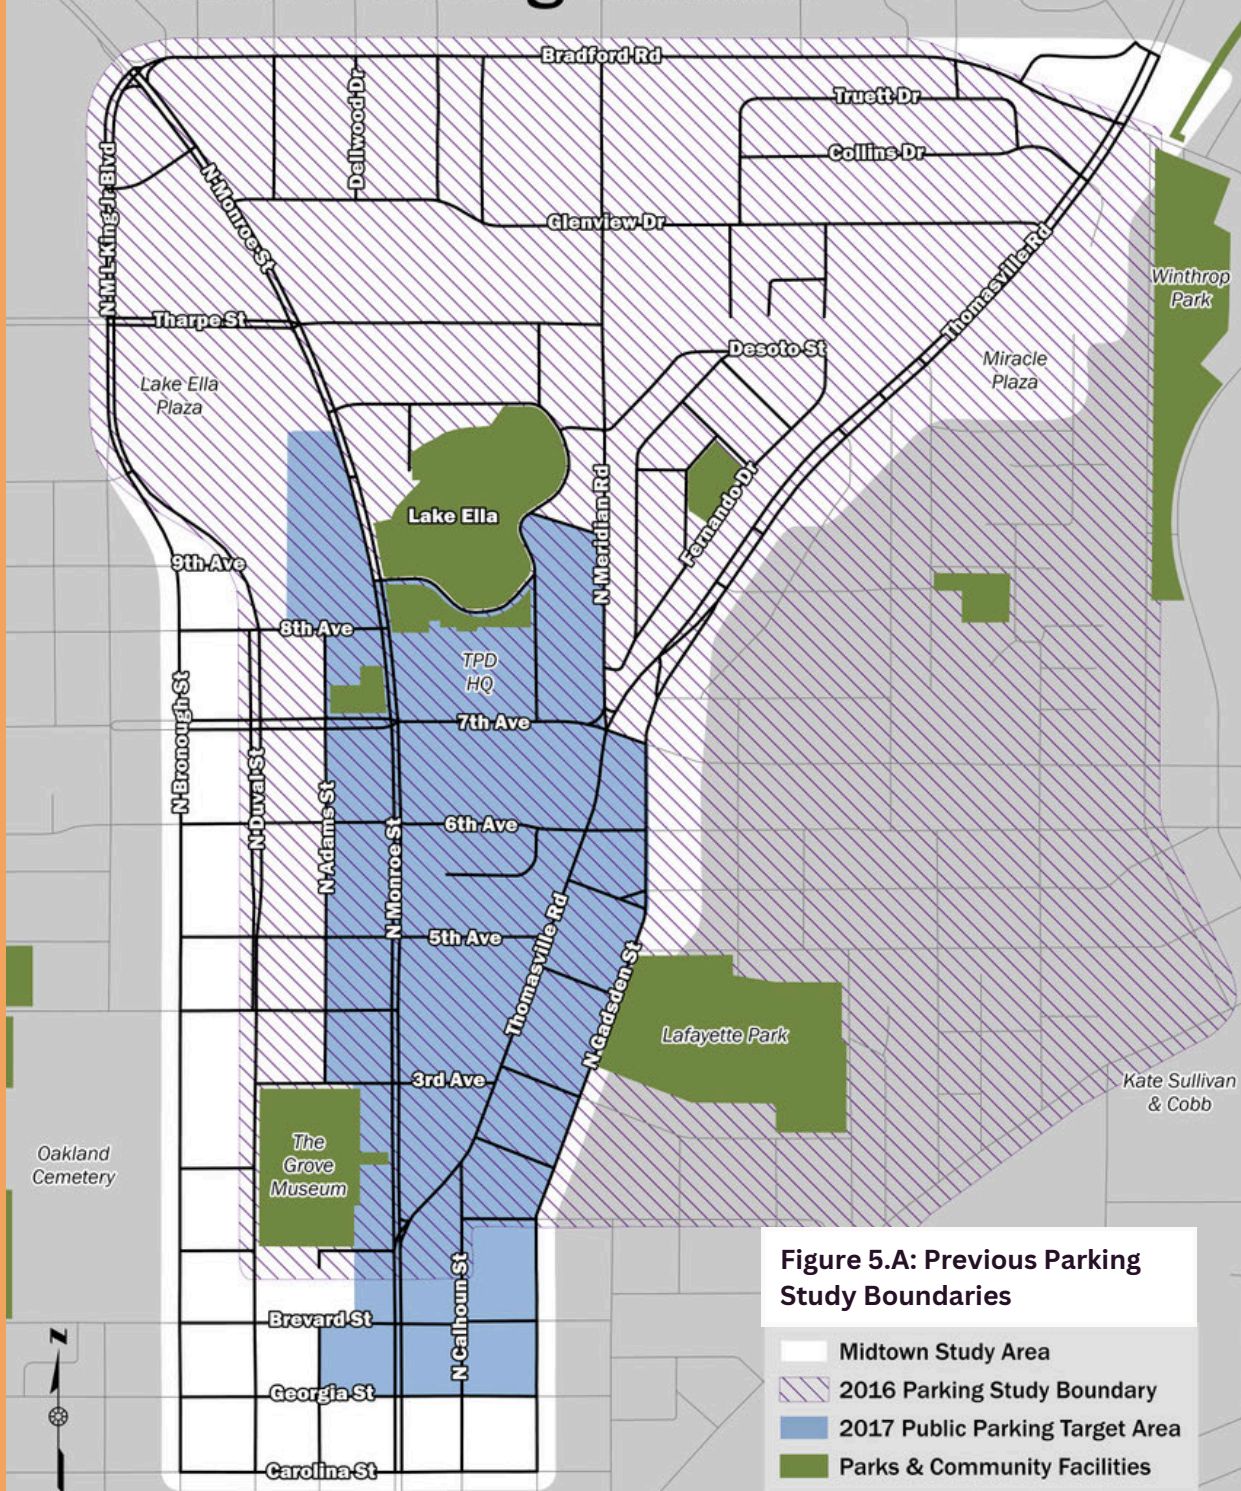 Bradford Rd
Truett Dr
Dellwood Dr
Collins Dr
N M L King Jr Blvd
N Monroe St
Glenview Dr
Thomasville Rd
Winthrop
Park
Tharpe St
Desoto St
Miracle
Plaza
Lake Ella
Plaza
Lake Ella
N Meridian Rd
Fernando Dr
9th Ave
8th Ave
TPD
HQ
7th Ave
N Bronough St
N Duval St
N Adams St
N Monroe St
6th Ave
5th Ave
Thomasville Rd
N Gadsden St
Lafayette Park
3rd Ave
Kate Sullivan
& Cobb
Oakland
Cemetery
The
Grove
Museum
N Calhoun St
Brevard St
Georgia St
Carolina St
N
Figure 5.A: Previous Parking
Study Boundaries
Midtown Study Area
2016 Parking Study Boundary
2017 Public Parking Target Area
Parks & Community Facilities